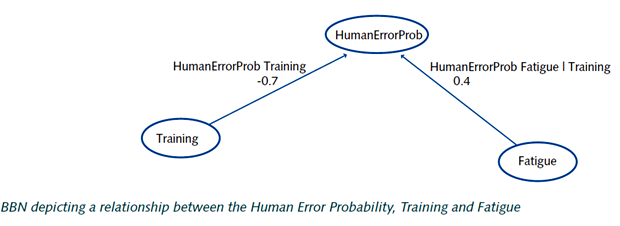 HumanErrorProb
HumanErrorProb Training
-0.7
HumanErrorProb Fatigue | Training
0.4
Training
Fatigue
BBN depicting a relationship between the Human Error Probability, Training and Fatigue